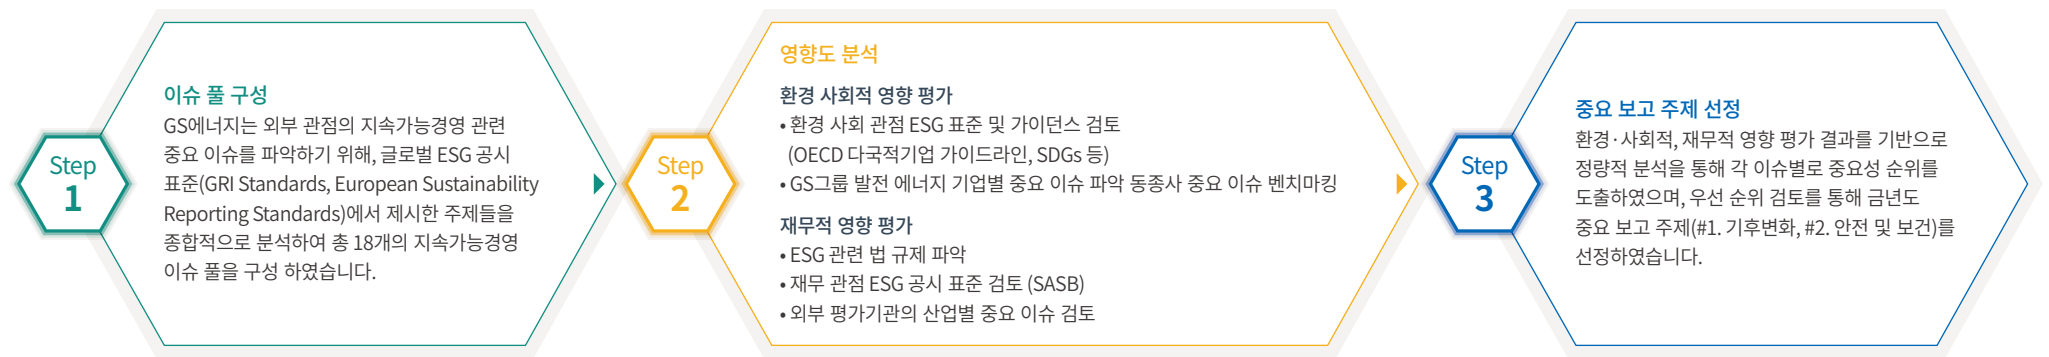 Step
1
이슈 풀 구성
GS에너지는 외부 관점의 지속가능경영 관련
중요 이슈를 파악하기 위해, 글로벌 ESG 공시
표준(GRI Standards, European Sustainability
Reporting Standards)에서 제시한 주제들을
종합적으로 분석하여 총 18개의 지속가능경영
이슈 풀을 구성 하였습니다.
Step
2
영향도 분석
환경 사회적 영향 평가
• 환경 사회 관점 ESG 표준 및 가이던스 검토
(OECD 다국적기업 가이드라인, SDGs 등)
• GS그룹 발전 에너지 기업별 중요 이슈 파악 동종사 중요 이슈 벤치마킹
재무적 영향 평가
• ESG 관련 법 규제 파악
• 재무 관점 ESG 공시 표준 검토 (SASB)
• 외부 평가기관의 산업별 중요 이슈 검토
Step
3
중요 보고 주제 선정
환경·사회적, 재무적 영향 평가 결과를 기반으로
정량적 분석을 통해 각 이슈별로 중요성 순위를
도출하였으며, 우선 순위 검토를 통해 금년도
중요 보고 주제(#1. 기후변화, #2. 안전 및 보건)를
선정하였습니다.